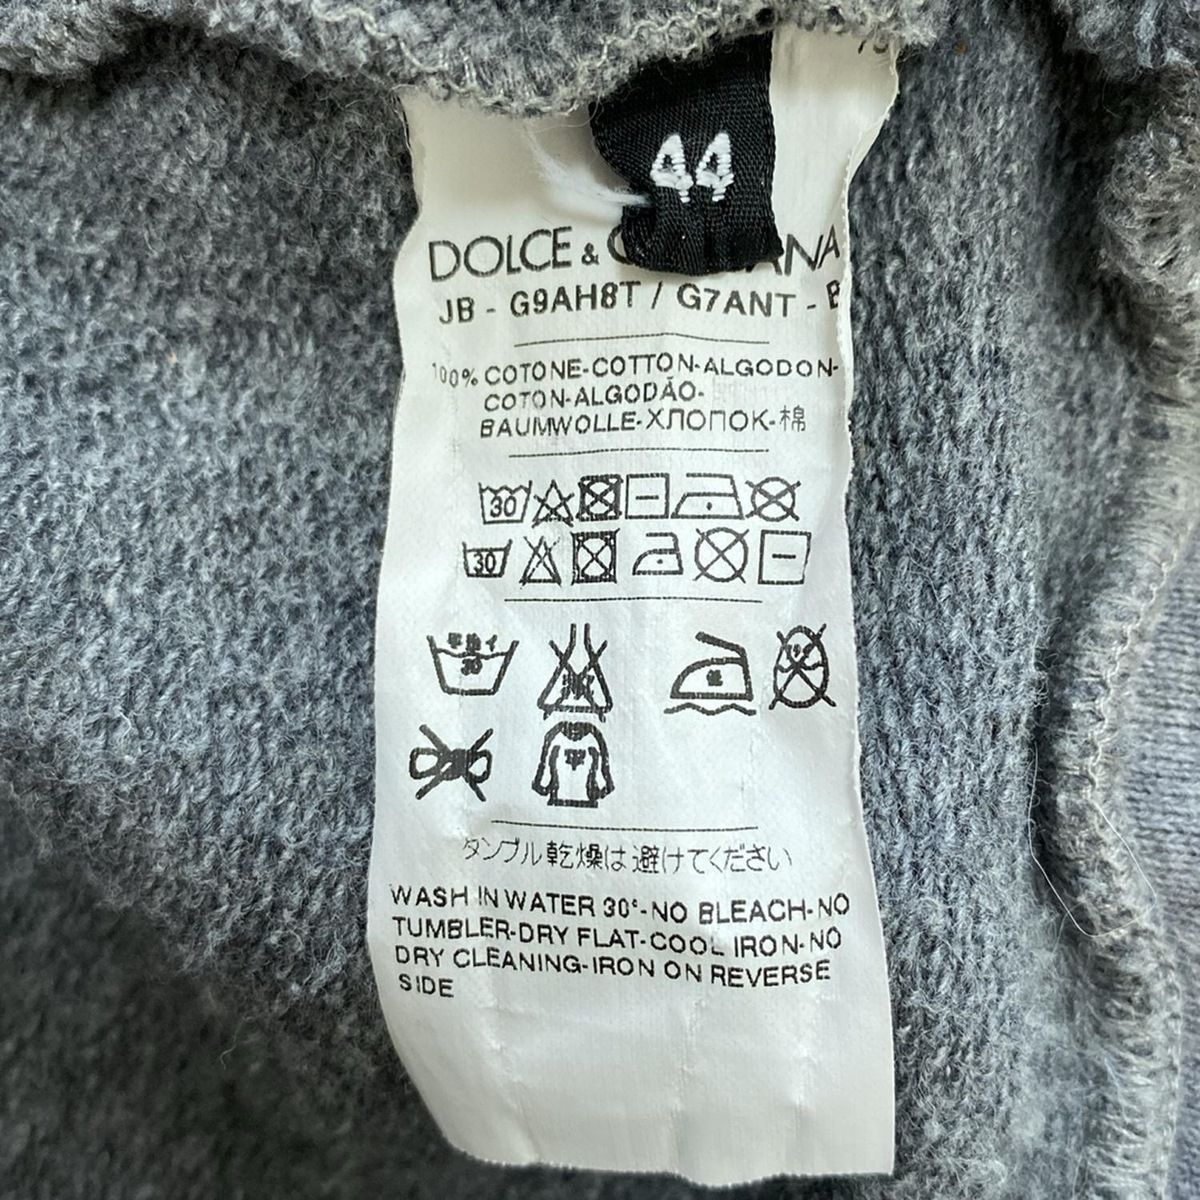 44
DOLCE &
JB - G9AH8T / G7ANT - B
100% COTONE-COTTON-ALGODON-
COTON-ALGODÃO-
BAUMWOLLE-ХЛОПОК-棉
30
30
タンブル乾燥は避けてください
WASH IN WATER 30°-NO BLEACH-NO
TUMBLER-DRY FLAT-COOL IRON-NO
DRY CLEANING-IRON ON REVERSE
SIDE